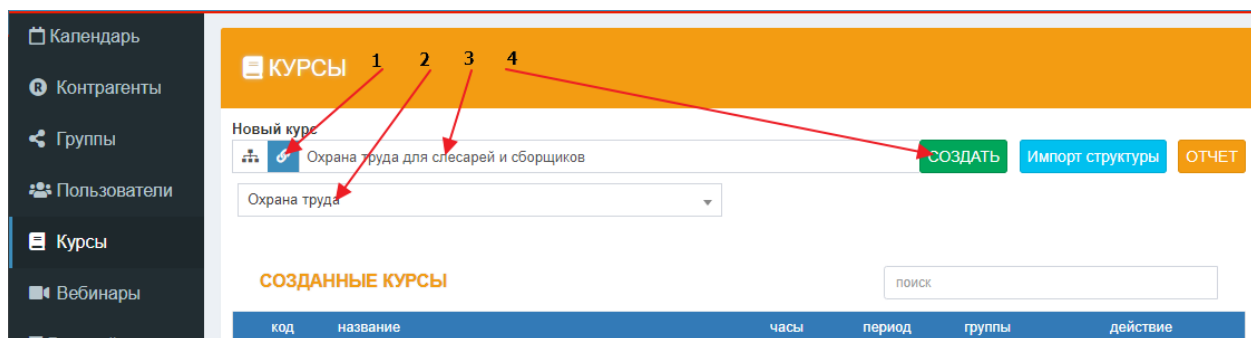 Календарь
Контрагенты
Группы
Пользователи
Курсы
Вебинары
КУРСЫ
1 2 3 4
Новый курс
Охрана труда для слесарей и сборщиков
СОЗДАТЬ
Импорт структуры
ОТЧЕТ
Охрана труда
СОЗДАННЫЕ КУРСЫ
поиск
код название часы период группы действие